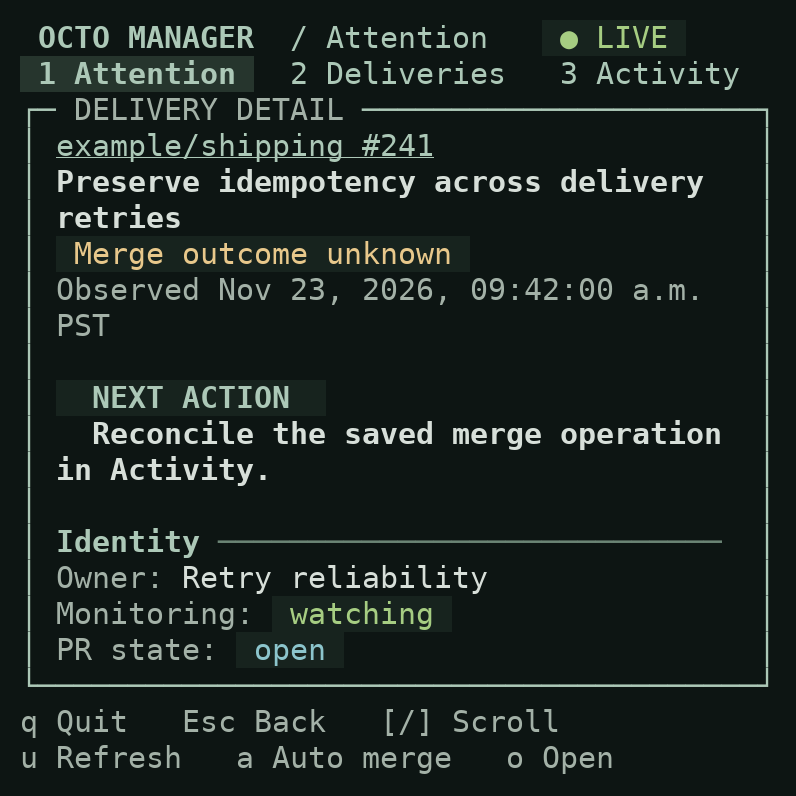 OCTO MANAGER / Attention ● LIVE
1 Attention 2 Deliveries 3 Activity
DELIVERY DETAIL
example/shipping #241
Preserve idempotency across delivery
retries
Merge outcome unknown
Observed Nov 23, 2026, 09:42:00 a.m.
PST
NEXT ACTION
Reconcile the saved merge operation
in Activity.
Identity
Owner: Retry reliability
Monitoring: watching
PR state: open
q Quit Esc Back [/] Scroll
u Refresh a Auto merge o Open